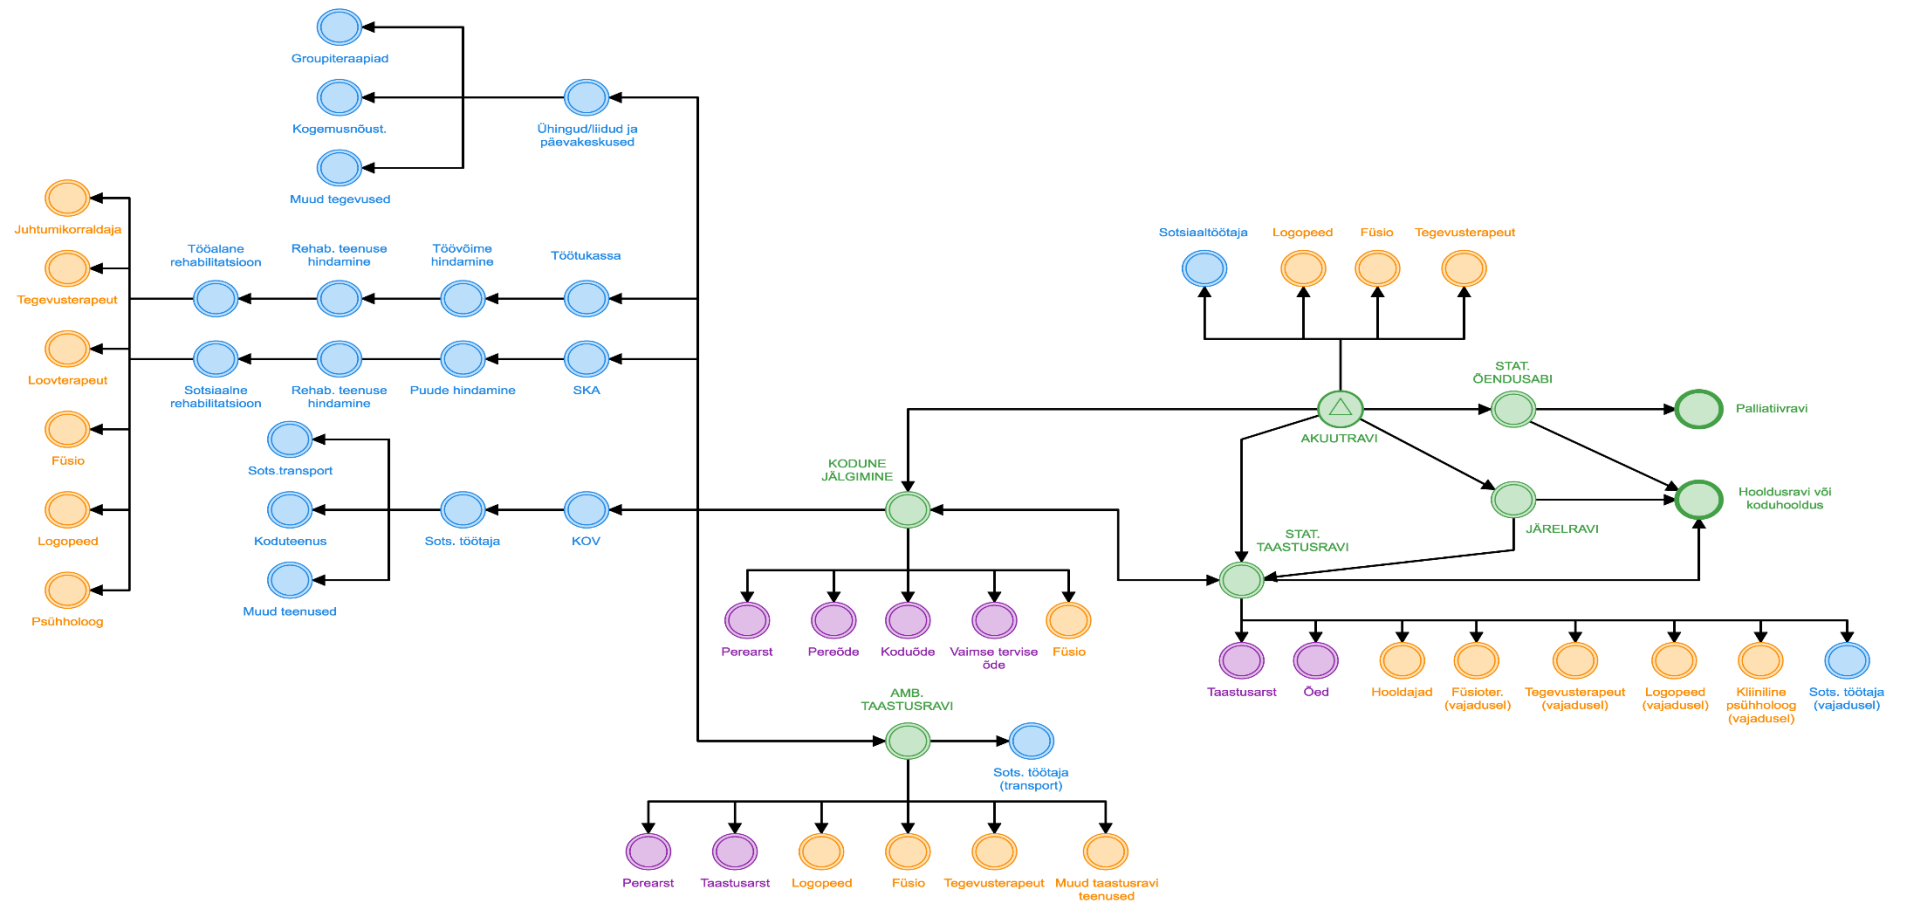 Groupiteraapiad
Kogemusnõust.
Ühingud/liidud ja
päevakeskused
Muud tegevused
Juhtumikorraldaja
Tegevusterapeut
Loovterapeut
Füsio
Logopeed
Psühholoog
Tööalane
rehabilitatsioon
Rehab. teenuse
hindamine
Töövõime
hindamine
Töötukassa
Sotsiaalne
rehabilitatsioon
Rehab. teenuse
hindamine
Puude hindamine
SKA
Sots.transport
Koduteenus
Muud teenused
Sots. töötaja
KOV
KODUNE
JÄLGIMINE
Perearst
Pereõde
Koduõde
Vaimse tervise
õde
Füsio
AMB.
TAASTUSRAVI
Sots. töötaja
(transport)
Perearst
Taastusarst
Logopeed
Füsio
Tegevusterapeut
Muud taastusravi
teenused
Sotsiaaltöötaja
Logopeed
Füsio
Tegevusterapeut
AKUUTRAVI
STAT.
ÕENDUSABI
Palliatiivravi
Hooldusravi või
koduhooldus
JÄRELRAVI
STAT.
TAASTUSRAVI
Taastusarst
Õed
Hooldajad
Füsioter.
(vajadusel)
Tegevusterapeut
(vajadusel)
Logopeed
(vajadusel)
Kliiniline
psühholoog
(vajadusel)
Sots. töötaja
(vajadusel)